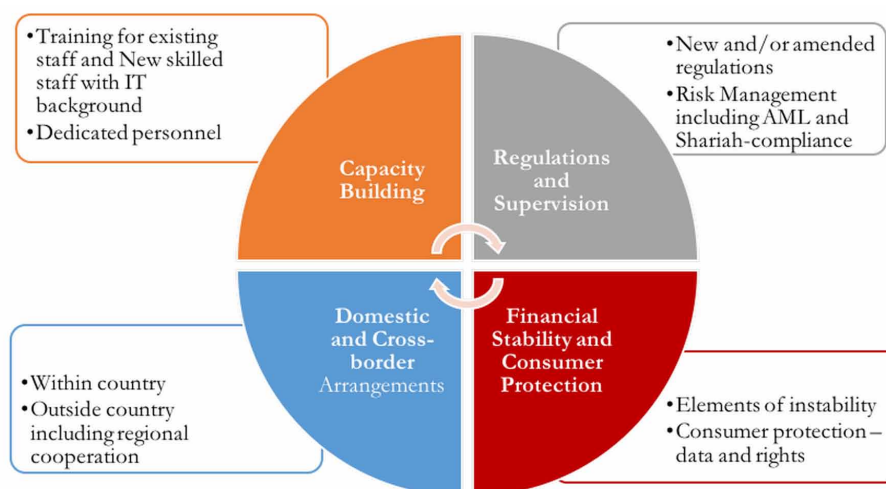 •Training for existing
staff and New skilled
staff with IT
background
•Dedicated personnel
Capacity
Building
•New and/or amended
regulations
•Risk Management
including AML and
Shariah-compliance
Regulations
and
Supervision
Domestic
and Cross-
border
Arrangements
•Within country
•Outside country
including regional
cooperation
Financial
Stability and
Consumer
Protection
•Elements of instability
•Consumer protection –
data and rights